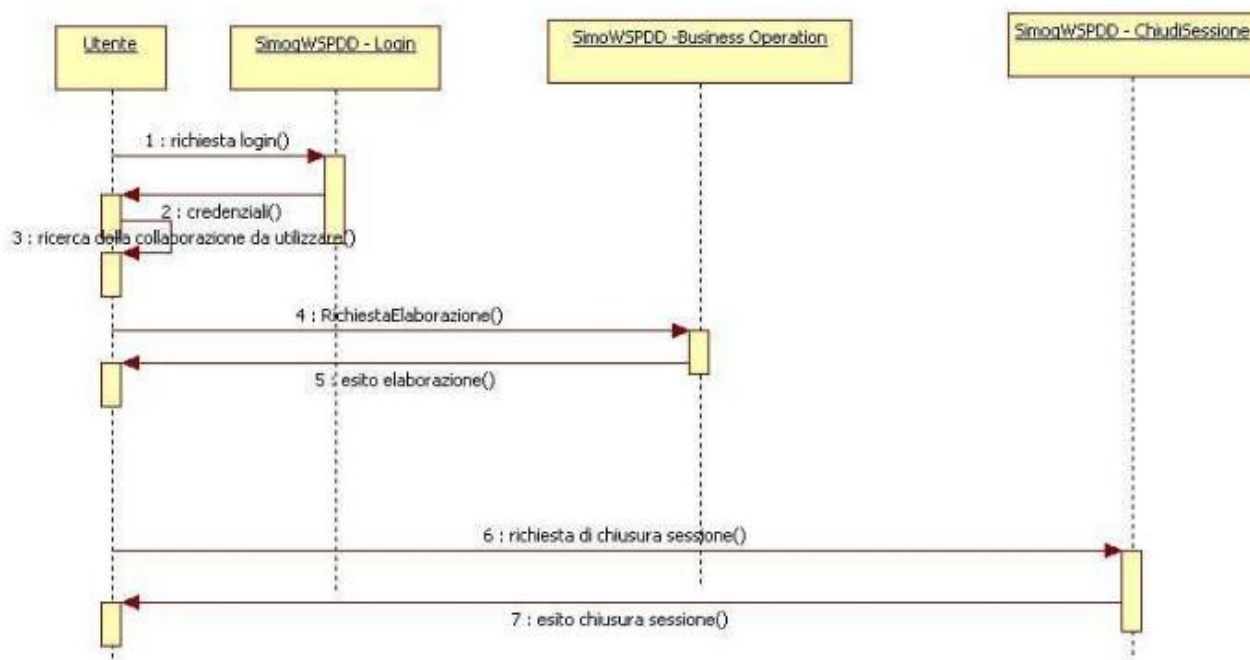 Utente
SimogWSPDD - Login
SimoWSPDD -Business Operation
SimogWSPDD - ChiudiSessione
1 : richiesta login()
2 : credenziali()
3 : ricerca della collaborazione da utilizzare()
4 : RichiestaElaborazione()
5 : esito elaborazione()
6 : richiesta di chiusura sessione()
7 : esito chiusura sessione()